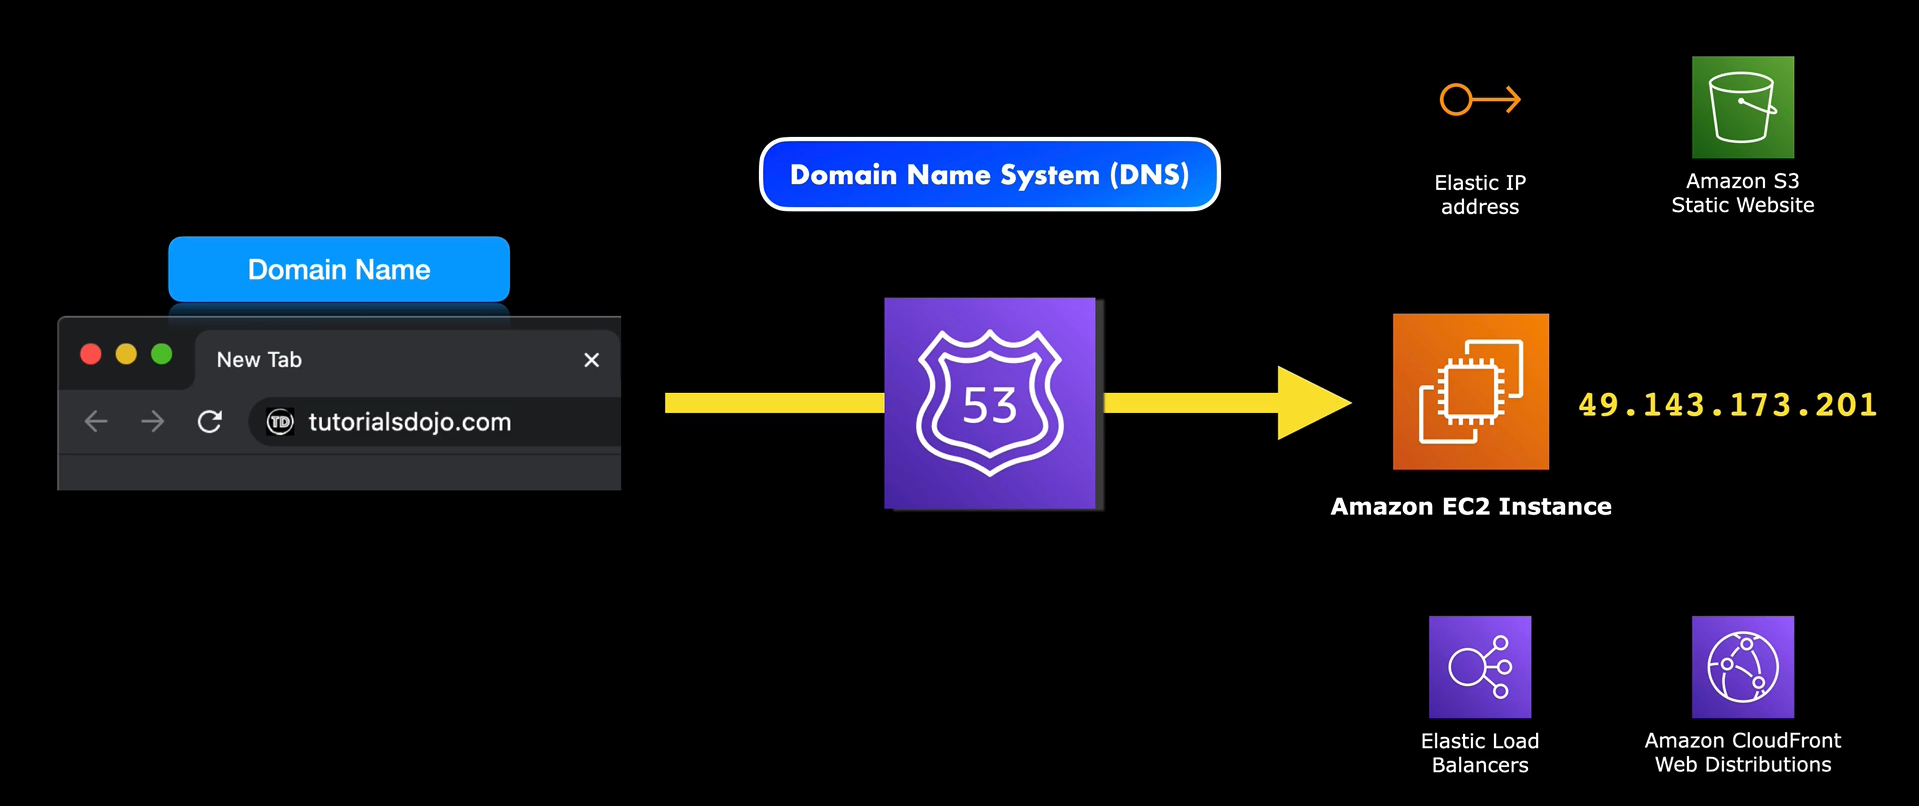 Domain Name
New Tab
TD
tutorialsdojo.com
Domain Name System (DNS)
53
Elastic IP
address
Amazon S3
Static Website
49.143.173.201
Amazon EC2 Instance
Elastic Load
Balancers
Amazon CloudFront
Web Distributions